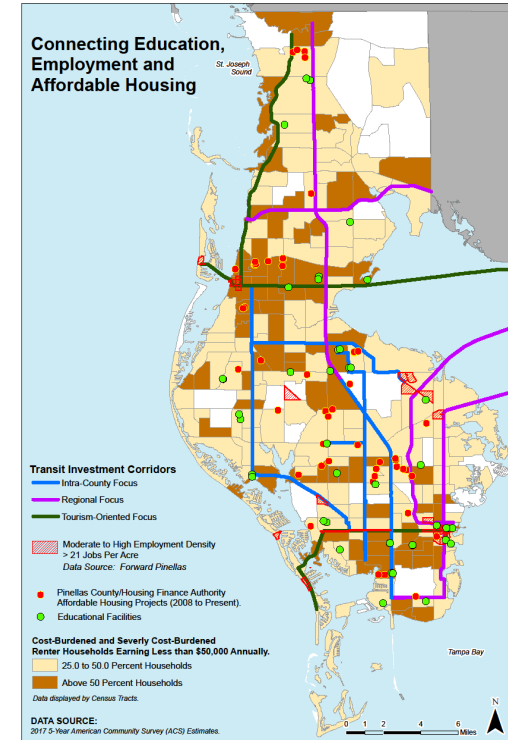 Connecting Education,
Employment and
Affordable Housing
St. Joseph
Sound
Transit Investment Corridors
Intra-County Focus
Regional Focus
Tourism-Oriented Focus
Moderate to High Employment Density
> 21 Jobs Per Acre
Data Source: Forward Pinellas
Pinellas County/Housing Finance Authority
Affordable Housing Projects (2008 to Present).
Educational Facilities
Cost-Burdened and Severly Cost-Burdened
Renter Households Earning Less than $50,000 Annually.
25.0 to 50.0 Percent Households
Above 50 Percent Households
Data displayed by Census Tracts.
DATA SOURCE:
2017 5-Year American Community Survey (ACS) Estimates.
Tampa Bay
N
0 1 2 4 6
Miles